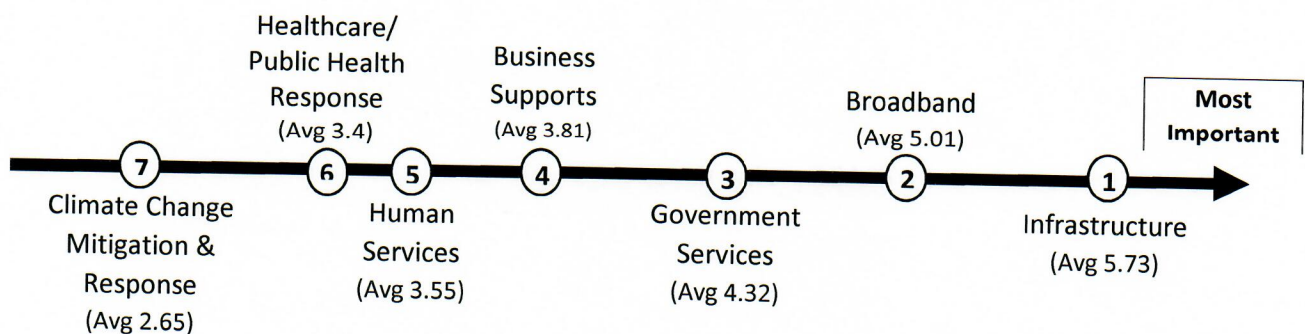 Healthcare/
Public Health
Response
(Avg 3.4)
Business
Supports
(Avg 3.81)
Broadband
(Avg 5.01)
Most
Important
7
6
5
4
3
2
1
Climate Change
Mitigation &
Response
(Avg 2.65)
Human
Services
(Avg 3.55)
Government
Services
(Avg 4.32)
Infrastructure
(Avg 5.73)